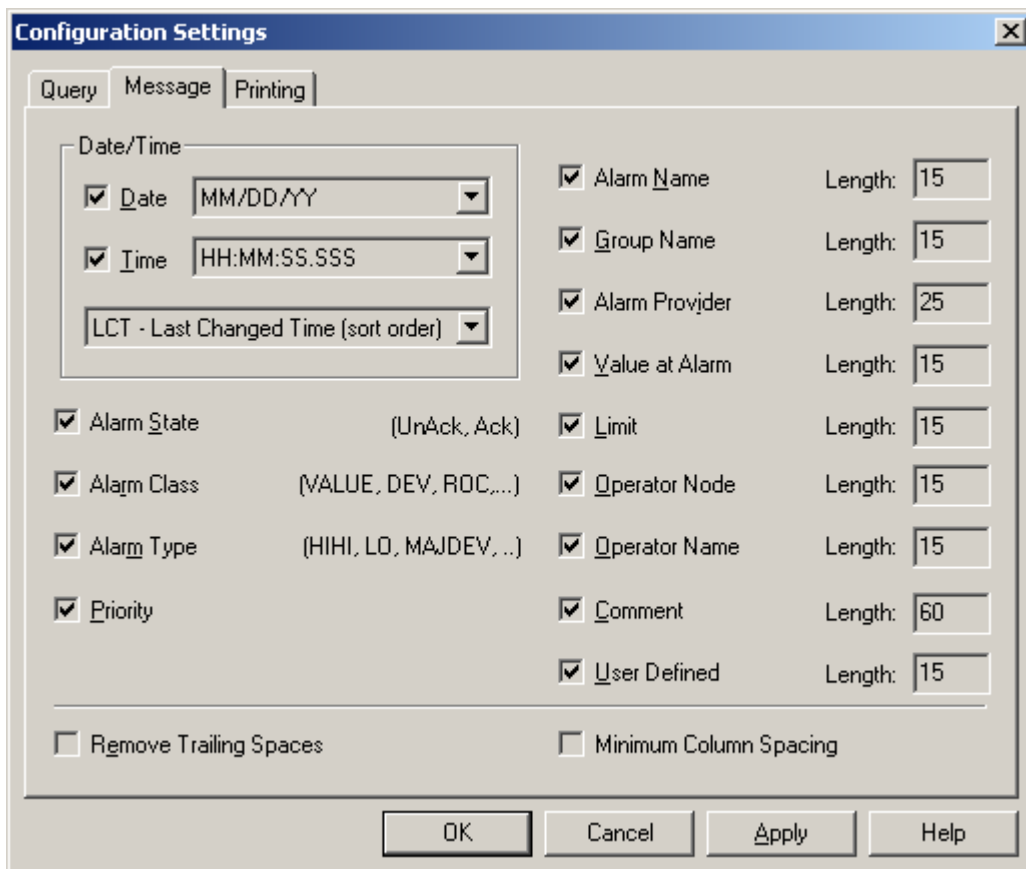 Configuration Settings
Query Message Printing
Date/Time
Date MM/DD/YY
Time HH:MM:SS.SSS
LCT - Last Changed Time (sort order)
Alarm State (UnAck, Ack)
Alarm Class (VALUE, DEV, ROC,...)
Alarm Type (HIHI, LO, MAJDEV, ..)
Priority
Alarm Name Length: 15
Group Name Length: 15
Alarm Provider Length: 25
Value at Alarm Length: 15
Limit Length: 15
Operator Node Length: 15
Operator Name Length: 15
Comment Length: 60
User Defined Length: 15
Remove Trailing Spaces Minimum Column Spacing
OK Cancel Apply Help